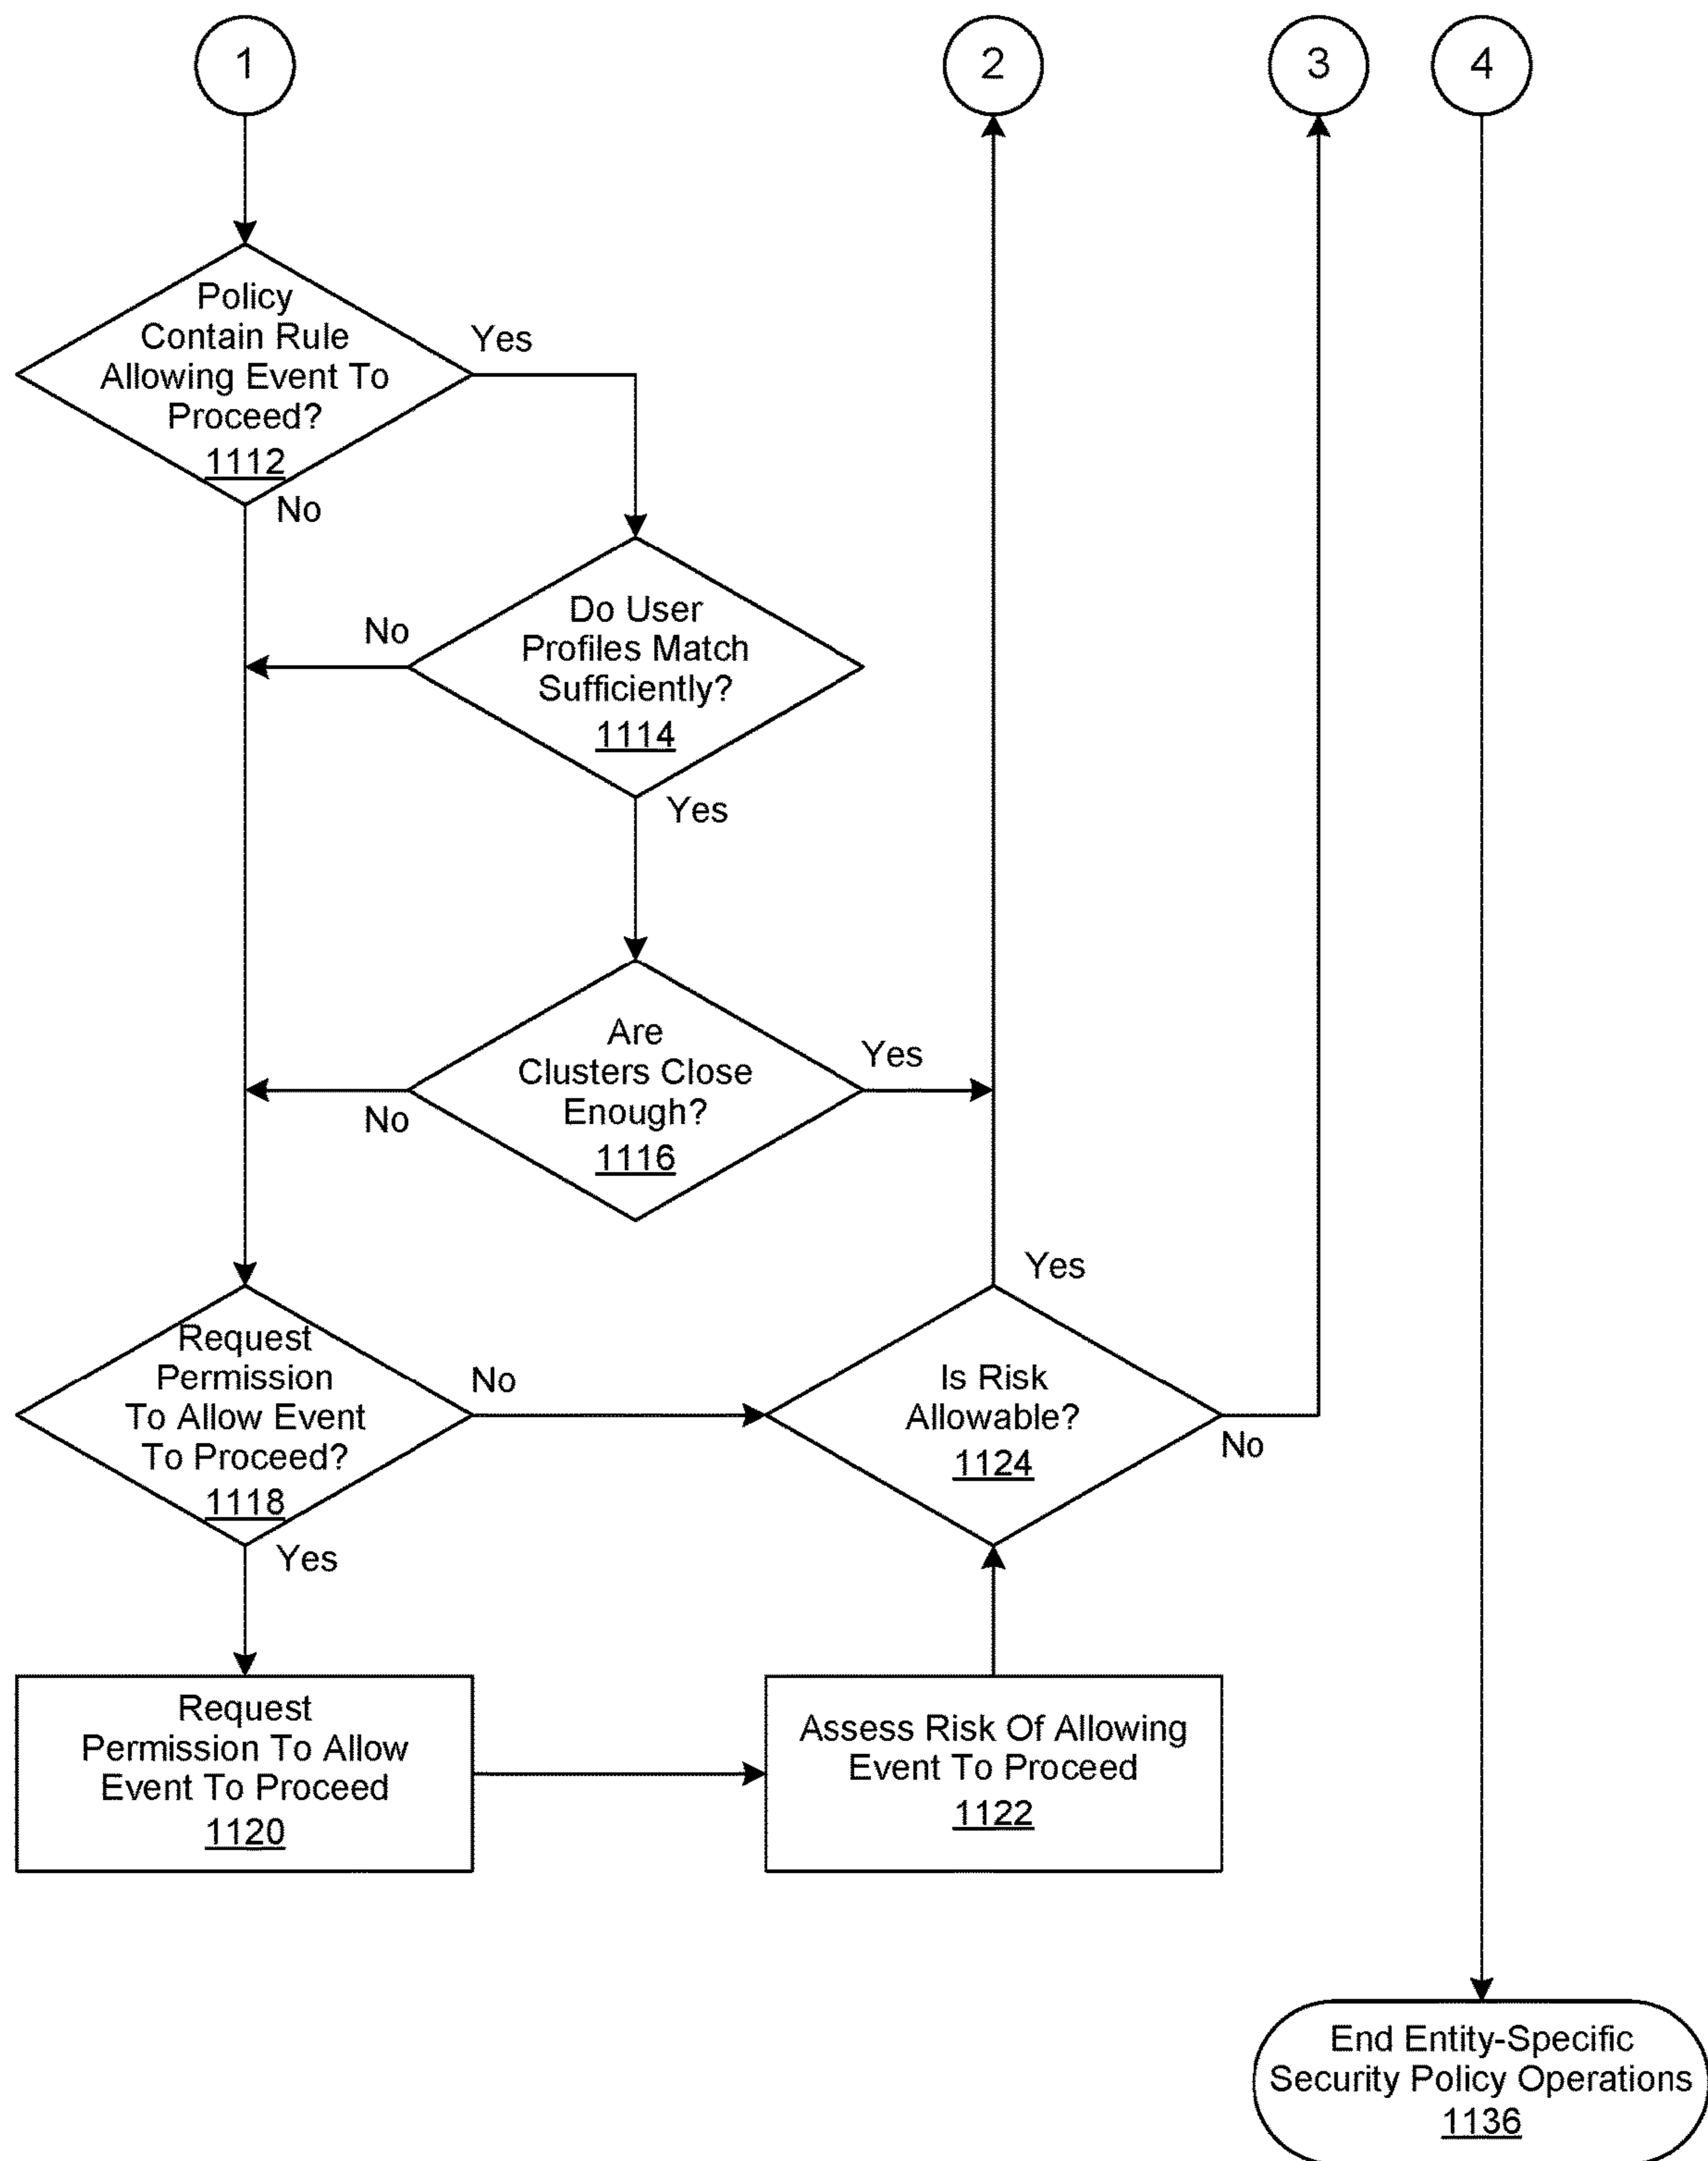 1
2
3
4
Policy
Contain Rule
Allowing Event To
Proceed?
1112
Yes
No
Do User
Profiles Match
Sufficiently?
1114
No
Yes
Are
Clusters Close
Enough?
1116
Yes
No
Request
Permission
To Allow Event
To Proceed?
1118
No
Yes
Is Risk
Allowable?
1124
Yes
No
Request
Permission To Allow
Event To Proceed
1120
Assess Risk Of Allowing
Event To Proceed
1122
End Entity-Specific
Security Policy Operations
1136